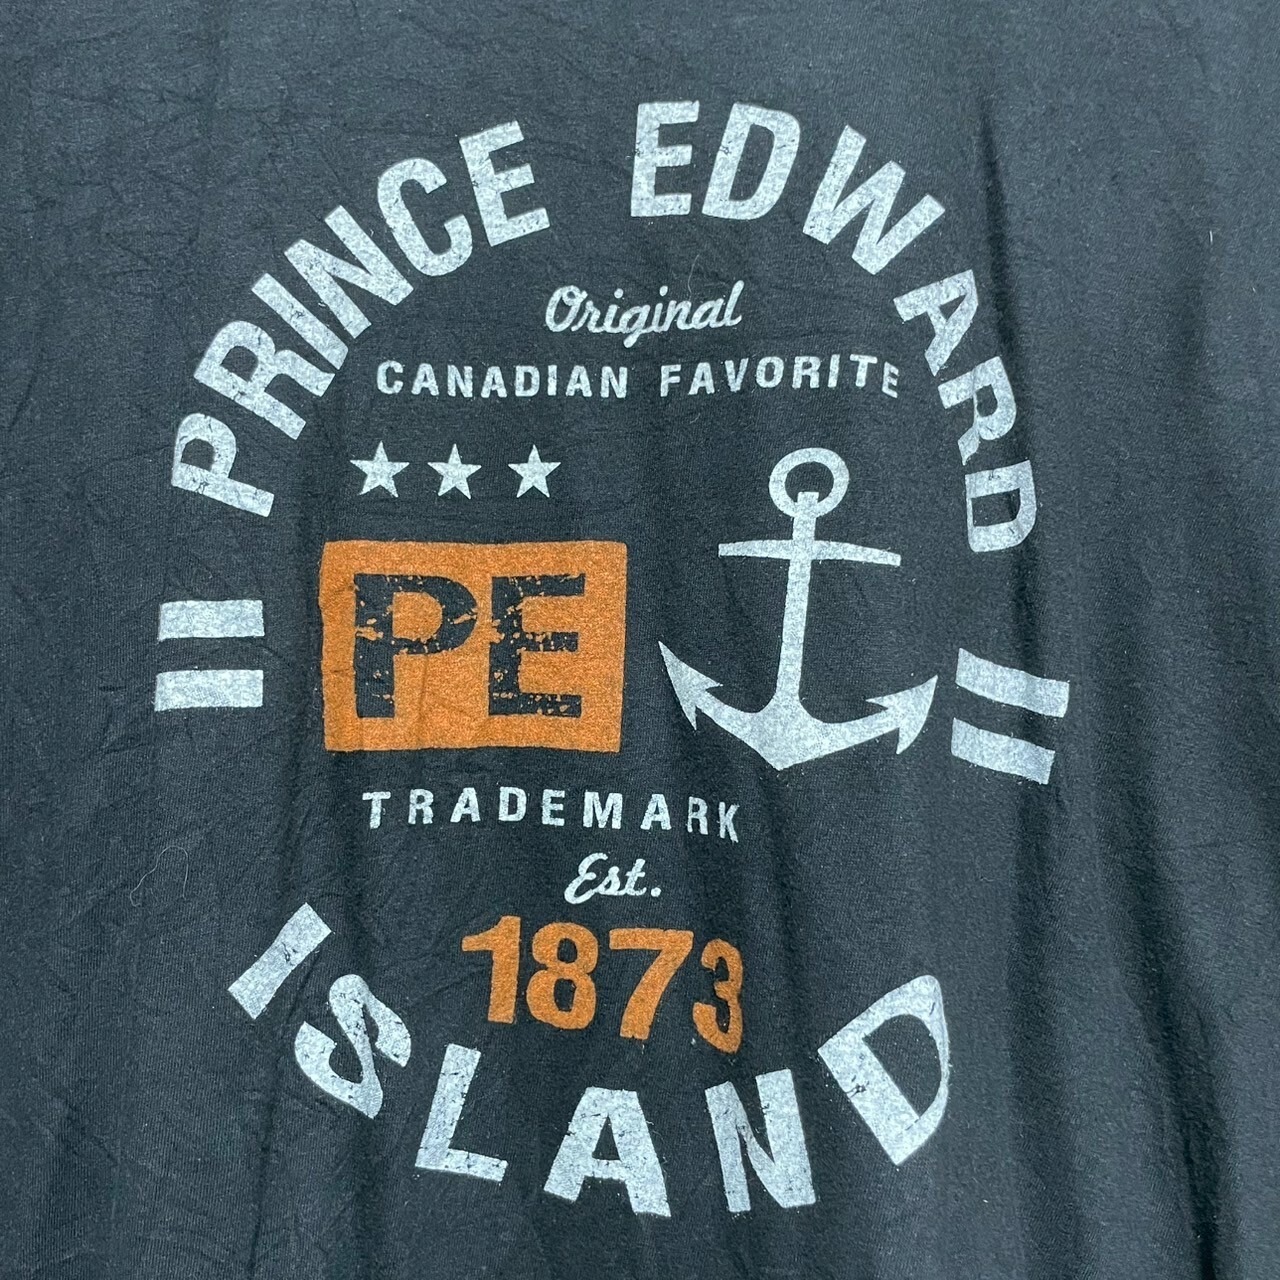 PRINCE EDWARD
Original
CANADIAN FAVORITE
PE
TRADEMARK
Est.
1873
ISLAND